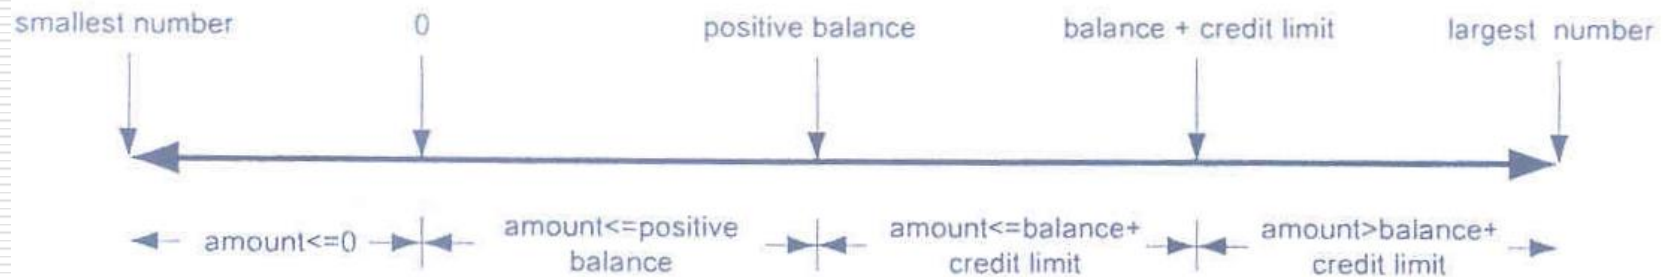 smallest number
0
positive balance
balance + credit limit
largest number
amount<=0
amount<=positive
balance
amount<=balance+
credit limit
amount>balance+
credit limit